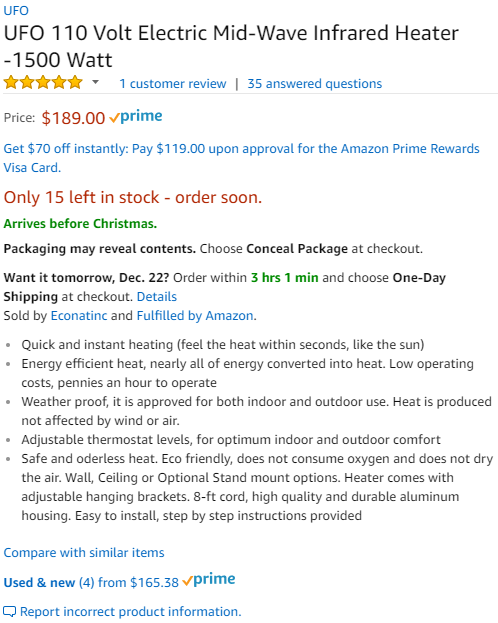 UFO
UFO 110 Volt Electric Mid-Wave Infrared Heater
-1500 Watt
1 customer review | 35 answered questions
Price: $189.00 prime
Get $70 off instantly: Pay $119.00 upon approval for the Amazon Prime Rewards
Visa Card.
Only 15 left in stock - order soon.
Arrives before Christmas.
Packaging may reveal contents. Choose Conceal Package at checkout.
Want it tomorrow, Dec. 22? Order within 3 hrs 1 min and choose One-Day
Shipping at checkout. Details
Sold by Econatinc and Fulfilled by Amazon.
• Quick and instant heating (feel the heat within seconds, like the sun)
• Energy efficient heat, nearly all of energy converted into heat. Low operating
costs, pennies an hour to operate
• Weather proof, it is approved for both indoor and outdoor use. Heat is produced
not affected by wind or air.
• Adjustable thermostat levels, for optimum indoor and outdoor comfort
• Safe and oderless heat. Eco friendly, does not consume oxygen and does not dry
the air. Wall, Ceiling or Optional Stand mount options. Heater comes with
adjustable hanging brackets. 8-ft cord, high quality and durable aluminum
housing. Easy to install, step by step instructions provided
Compare with similar items
Used & new (4) from $165.38 prime
Report incorrect product information.